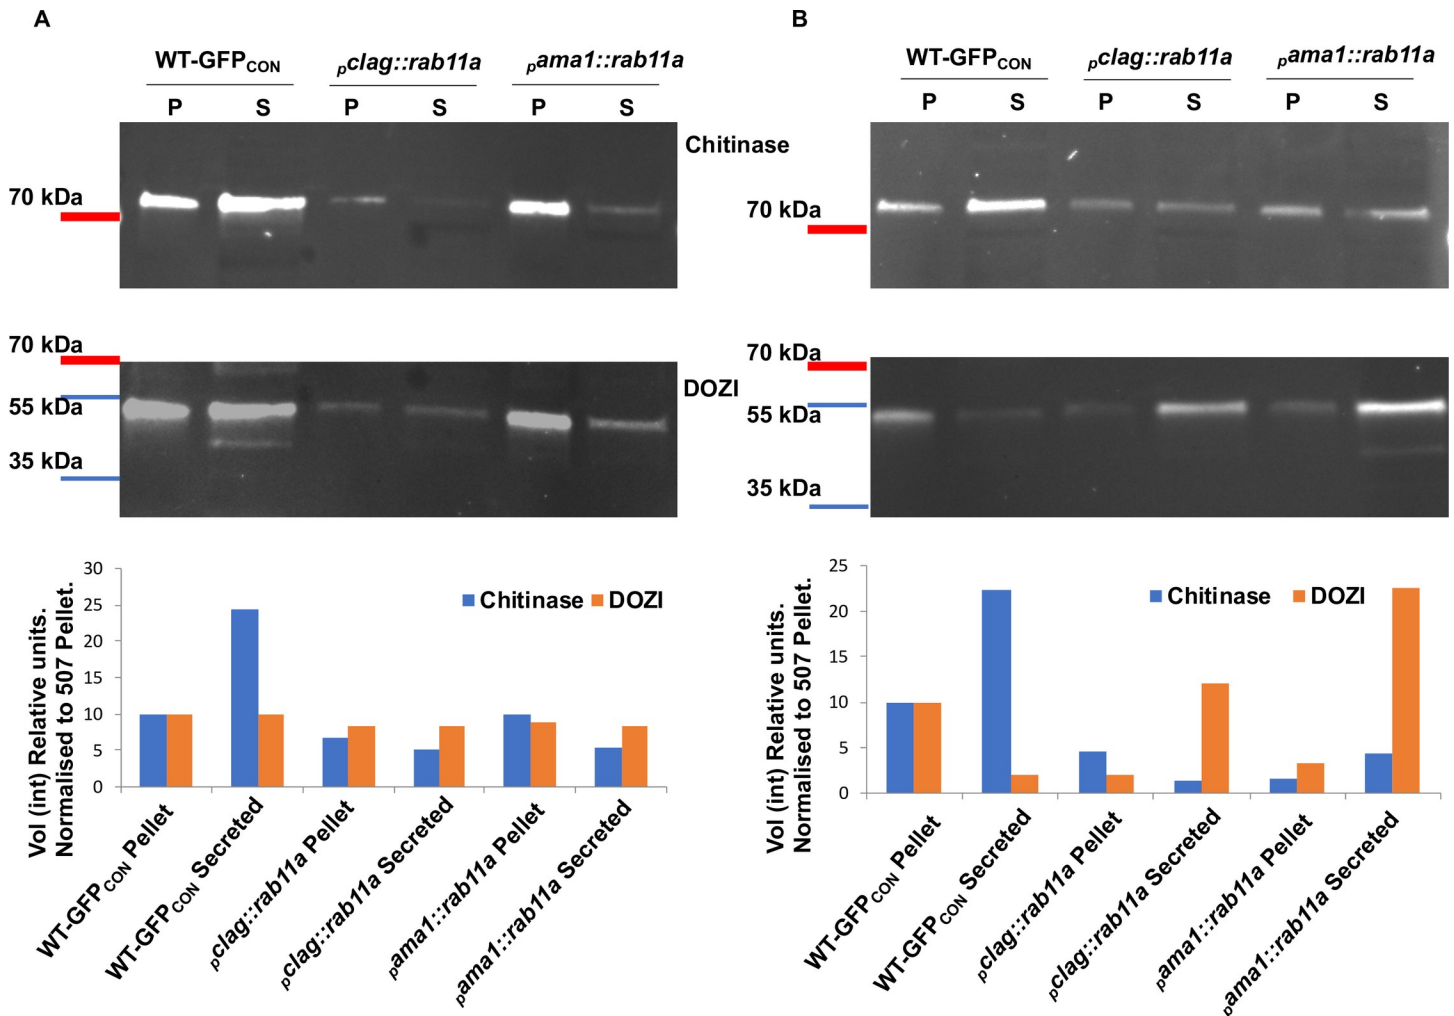 A
WT-GFPCON pclag::rab11a pama1::rab11a
P S P S P S
Chitinase
70 kDa
70 kDa
DOZI
55 kDa
35 kDa
Vol (int) Relative units.
Normalised to 507 Pellet.
30
25
20
15
10
5
0
Chitinase DOZI
WT-GFPCON Pellet
WT-GFPCON Secreted
pclag::rab11a Pellet
pclag::rab11a Secreted
pama1::rab11a Pellet
pama1::rab11a Secreted
B
WT-GFPCON pclag::rab11a pama1::rab11a
P S P S P S
70 kDa
70 kDa
55 kDa
35 kDa
Vol (int) Relative units.
Normalised to 507 Pellet.
25
20
15
10
5
0
Chitinase DOZI
WT-GFPCON Pellet
WT-GFPCON Secreted
pclag::rab11a Pellet
pclag::rab11a Secreted
pama1::rab11a Pellet
pama1::rab11a Secreted